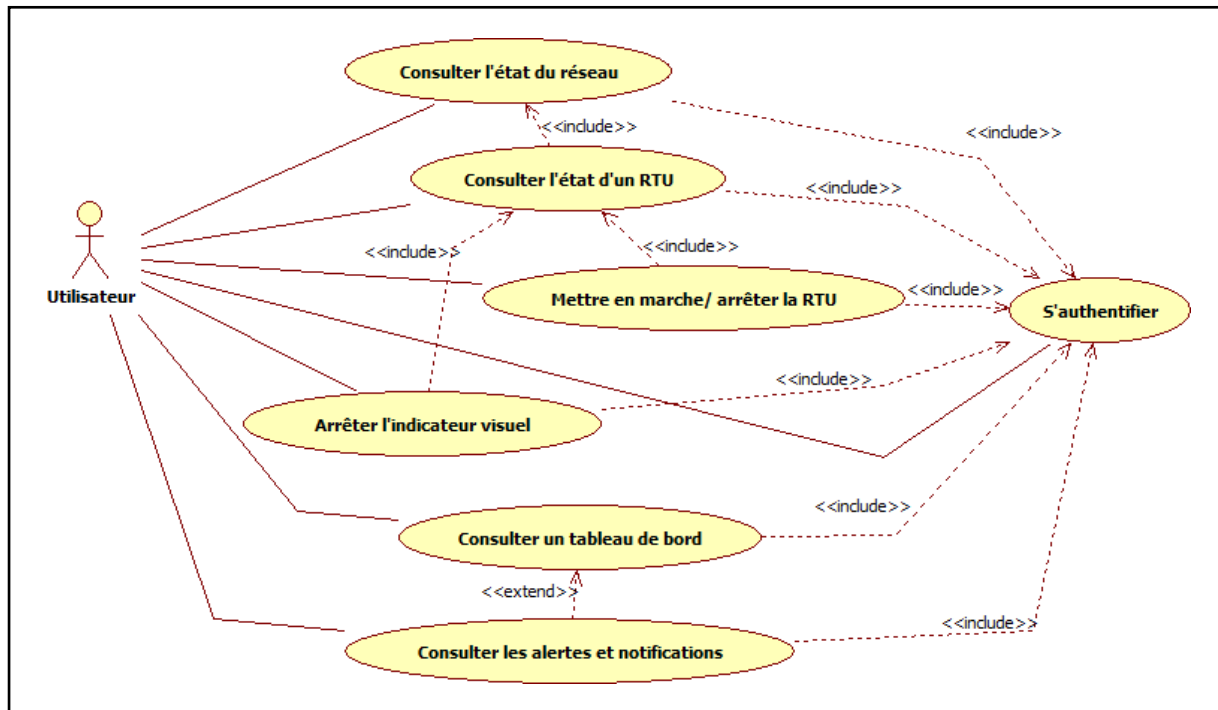 Consulter l'état du réseau
<<include>>
<<include>>
Consulter l'état d'un RTU
<<include>>
<<include>>
<<include>>
Utilisateur
Mettre en marche/ arrêter la RTU
<<include>>
S'authentifier
<<include>>
Arrêter l'indicateur visuel
<<include>>
Consulter un tableau de bord
<<extend>>
<<include>>
Consulter les alertes et notifications